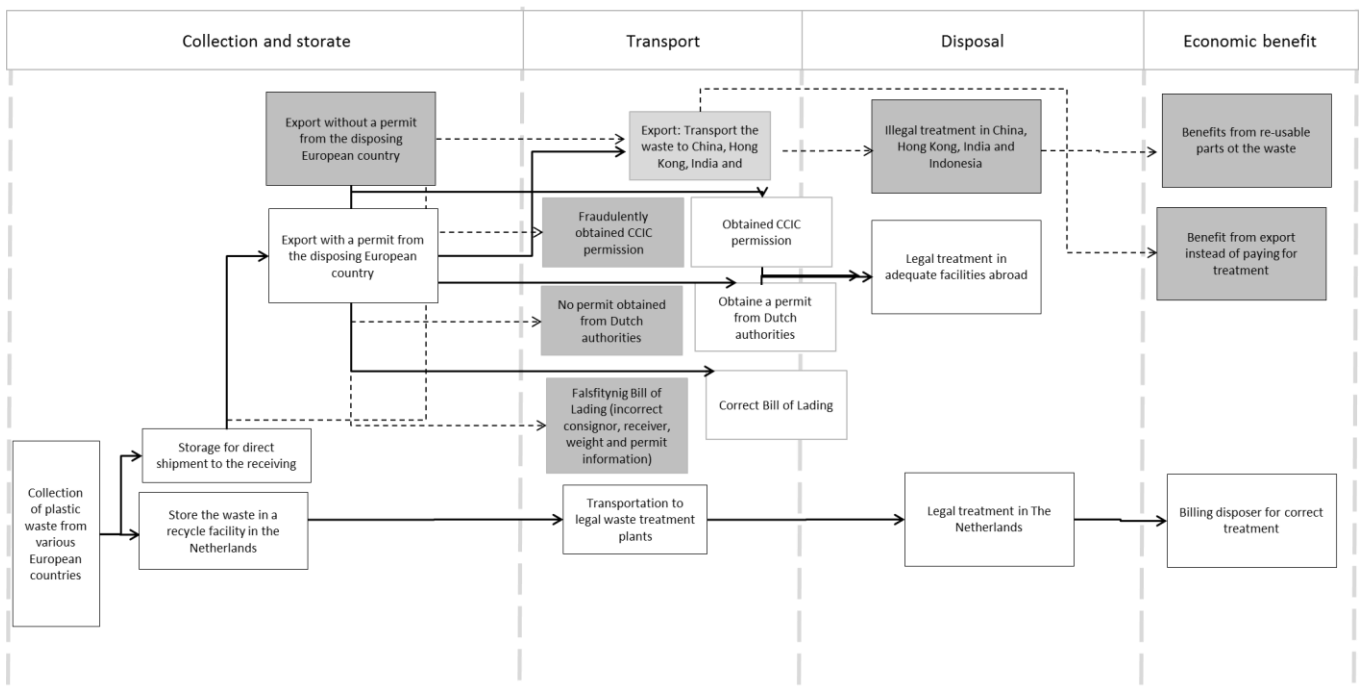 Collection and storate
Transport
Disposal
Economic benefit
Export without a permit
from the disposing
European country
Export: Transport the
waste to China, Hong
Kong, India and
Illegal treatment in China,
Hong Kong, India and
Indonesia
Benefits from re-usable
parts ot the waste
Export with a permit from
the disposing European
country
Fraudulently
obtained CCIC
permission
Obtained CCIC
permission
Legal treatment in
adequate facilities abroad
Benefit from export
instead of paying for
treatment
No permit obtained
from Dutch
authorities
Obtaine a permit
from Dutch
authorities
Falsfitynig Bill of
Lading (incorrect
consignor, receiver,
weight and permit
information)
Correct Bill of Lading
Storage for direct
shipment to the receiving
Collection
of plastic
waste from
various
European
countries
Store the waste in a
recycle facility in the
Netherlands
Transportation to
legal waste treatment
plants
Legal treatment in The
Netherlands
Billing disposer for correct
treatment